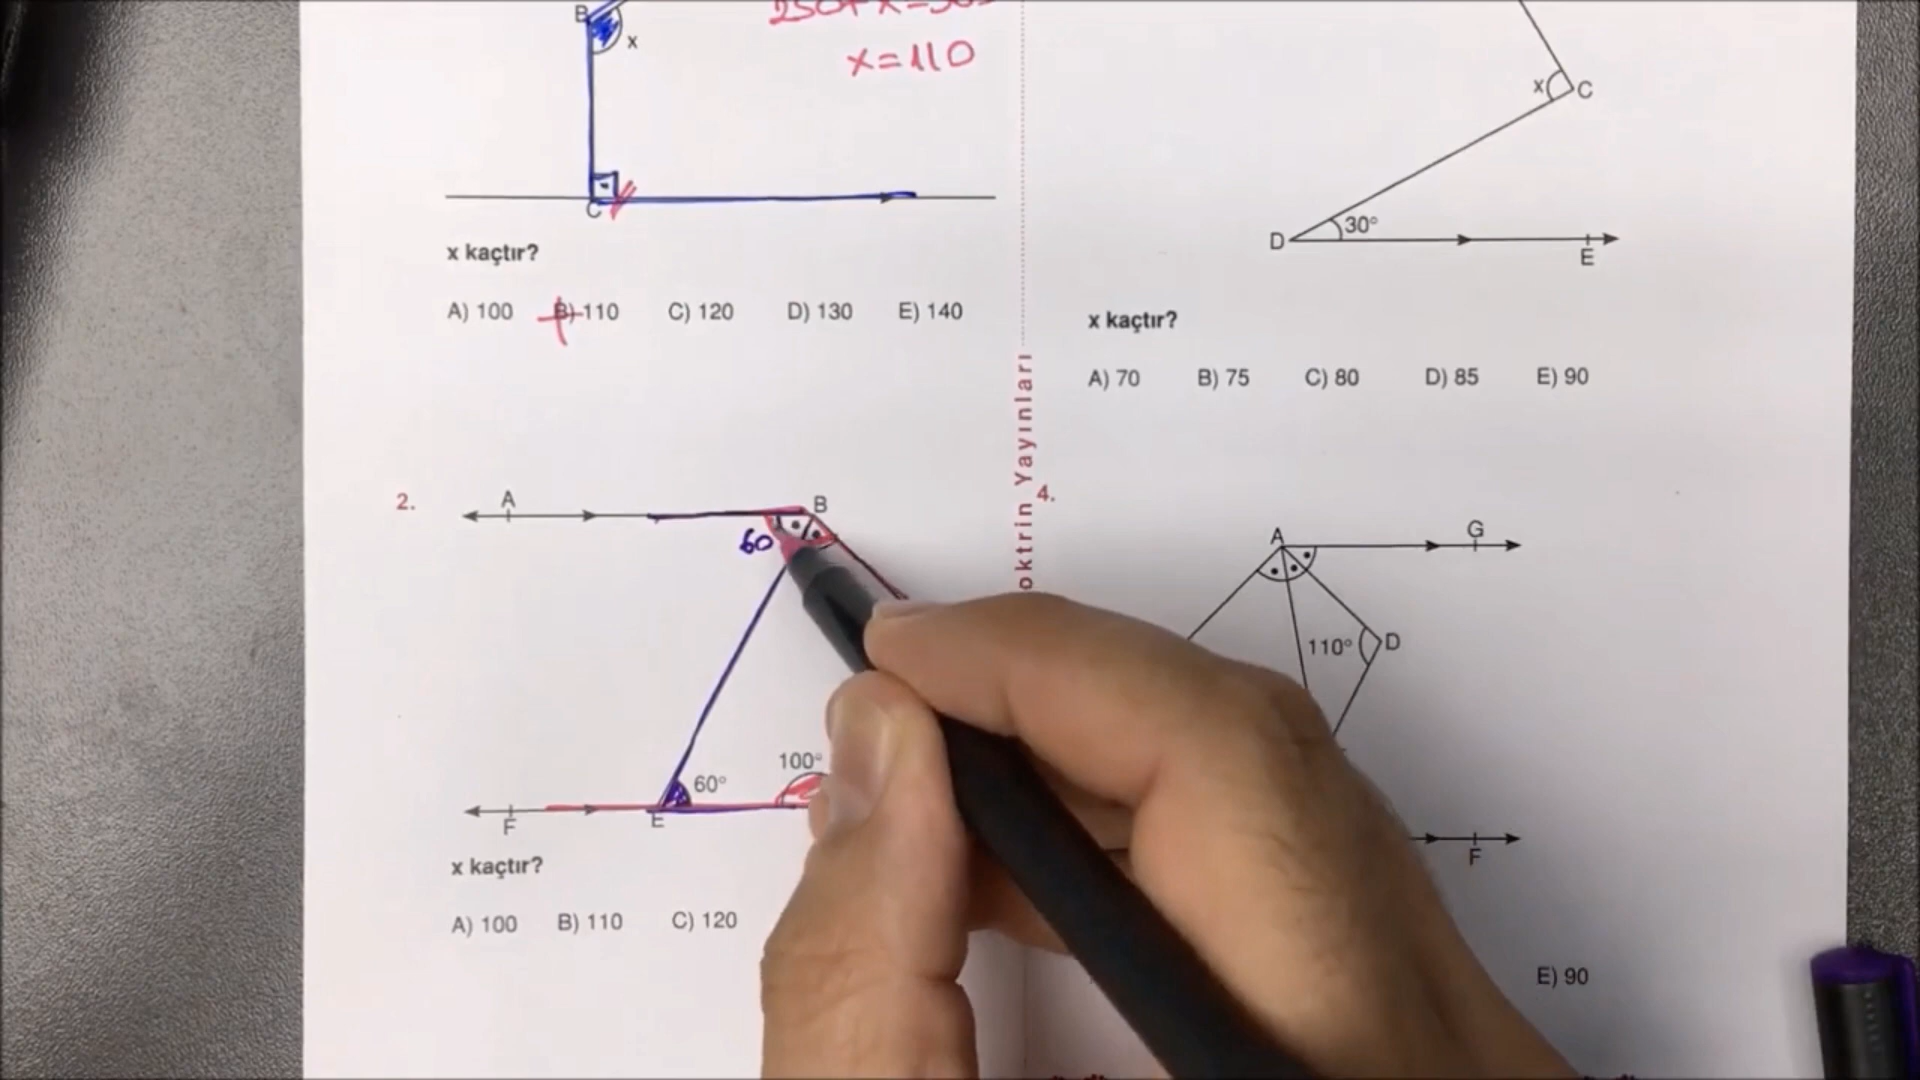 B
x
x=110
C
x kaçtır?
A) 100 B) 110 C) 120 D) 130 E) 140
x C
D 30° E
x kaçtır?
A) 70 B) 75 C) 80 D) 85 E) 90
oktrin Yayınları
2.
A B
60
60° 100°
F E
x kaçtır?
A) 100 B) 110 C) 120
4.
A G
110° D
F
E) 90